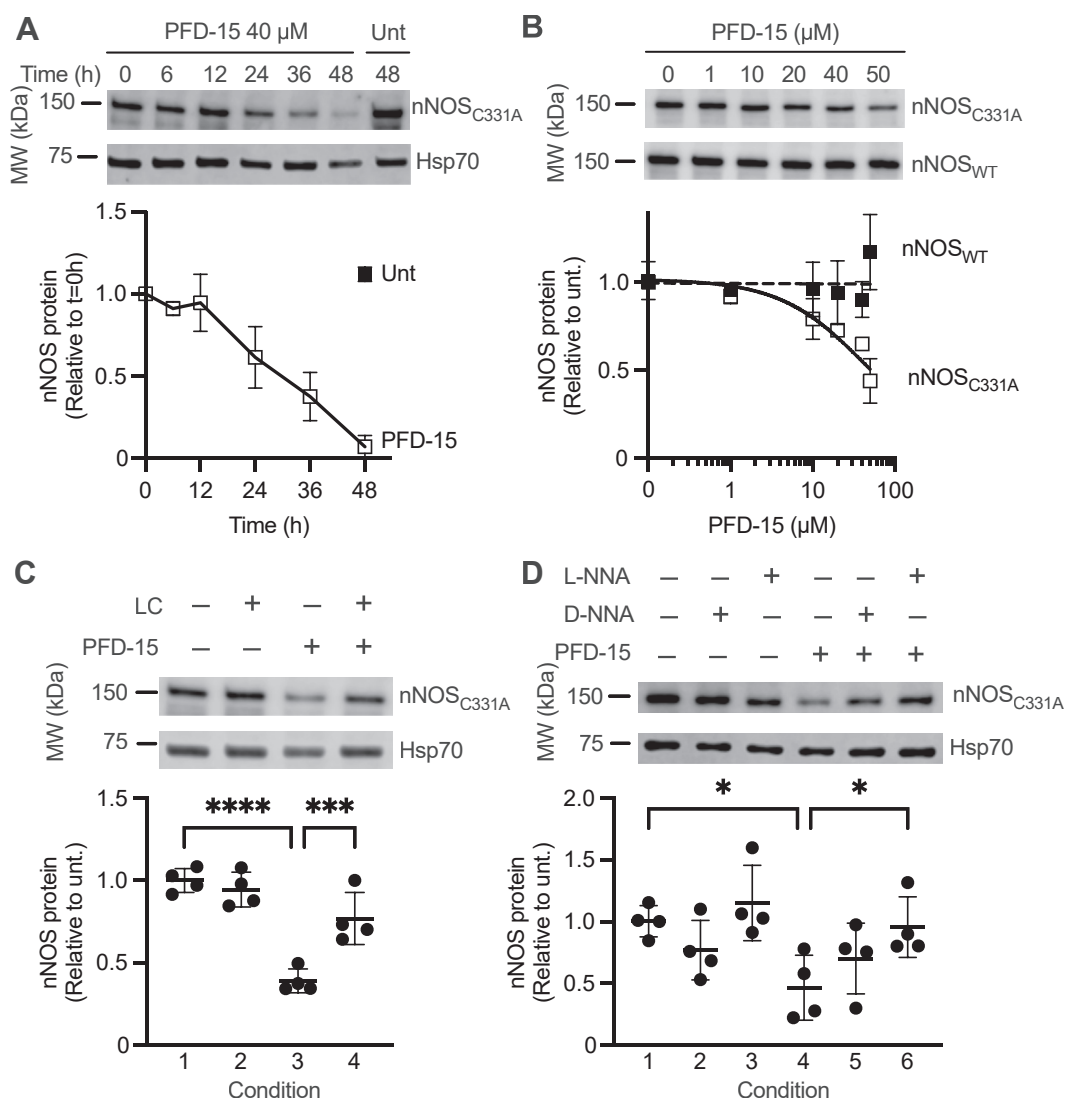 A
PFD-15 40 µM Unt
Time (h) 0 6 12 24 36 48 48
MW (kDa)
150 nNOSC331A
75 Hsp70
nNOS protein
(Relative to t=0h)
1.5
1.0
0.5
0
Unt
PFD-15
0 12 24 36 48
Time (h)
B
PFD-15 (µM)
0 1 10 20 40 50
MW (kDa)
150 nNOSC331A
150 nNOSWT
nNOS protein
(Relative to unt.)
1.0
0.5
0
nNOSWT
nNOSC331A
0 1 10 100
PFD-15 (µM)
C
LC – + – +
PFD-15 – – + +
MW (kDa)
150 nNOSC331A
75 Hsp70
nNOS protein
(Relative to unt.)
1.5
1.0
0.5
0
**** ***
1 2 3 4
Condition
D
L-NNA – – + – – +
D-NNA – + – – + –
PFD-15 – – – + + +
MW (kDa)
150 nNOSC331A
75 Hsp70
nNOS protein
(Relative to unt.)
2.0
1.5
1.0
0.5
0
* *
1 2 3 4 5 6
Condition